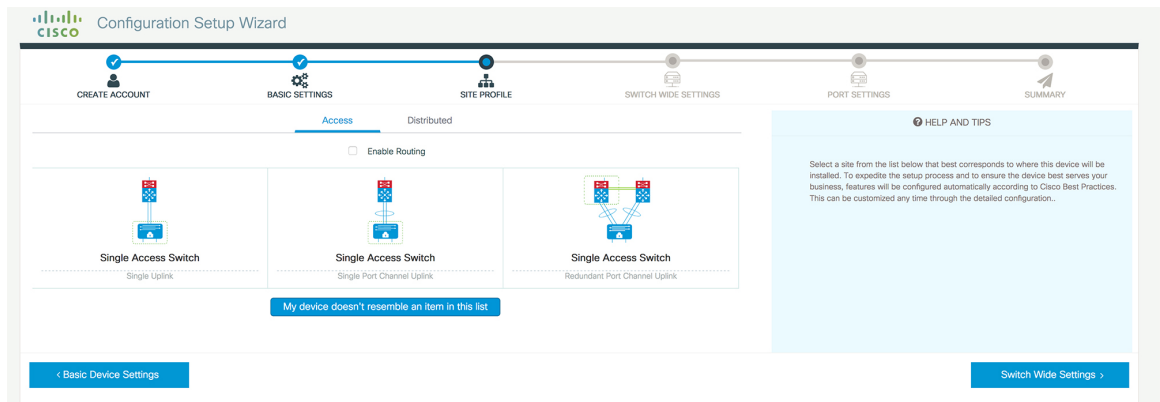 CISCO
Configuration Setup Wizard
CREATE ACCOUNT
BASIC SETTINGS
SITE PROFILE
SWITCH WIDE SETTINGS
PORT SETTINGS
SUMMARY
Access
Distributed
Enable Routing
Single Access Switch
Single Uplink
Single Access Switch
Single Port Channel Uplink
Single Access Switch
Redundant Port Channel Uplink
My device doesn't resemble an item in this list
? HELP AND TIPS
Select a site from the list below that best corresponds to where this device will be
installed. To expedite the setup process and to ensure the device best serves your
business, features will be configured automatically according to Cisco Best Practices.
This can be customized any time through the detailed configuration..
< Basic Device Settings
Switch Wide Settings >